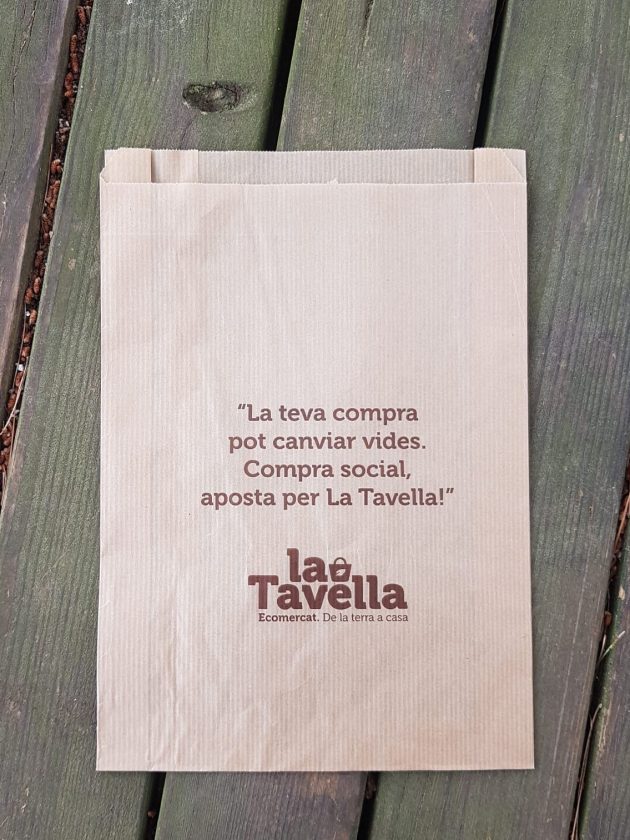 “La teva compra
pot canviar vides.
Compra social,
aposta per La Tavella!”
la
Tavella
Ecomercat. De la terra a casa